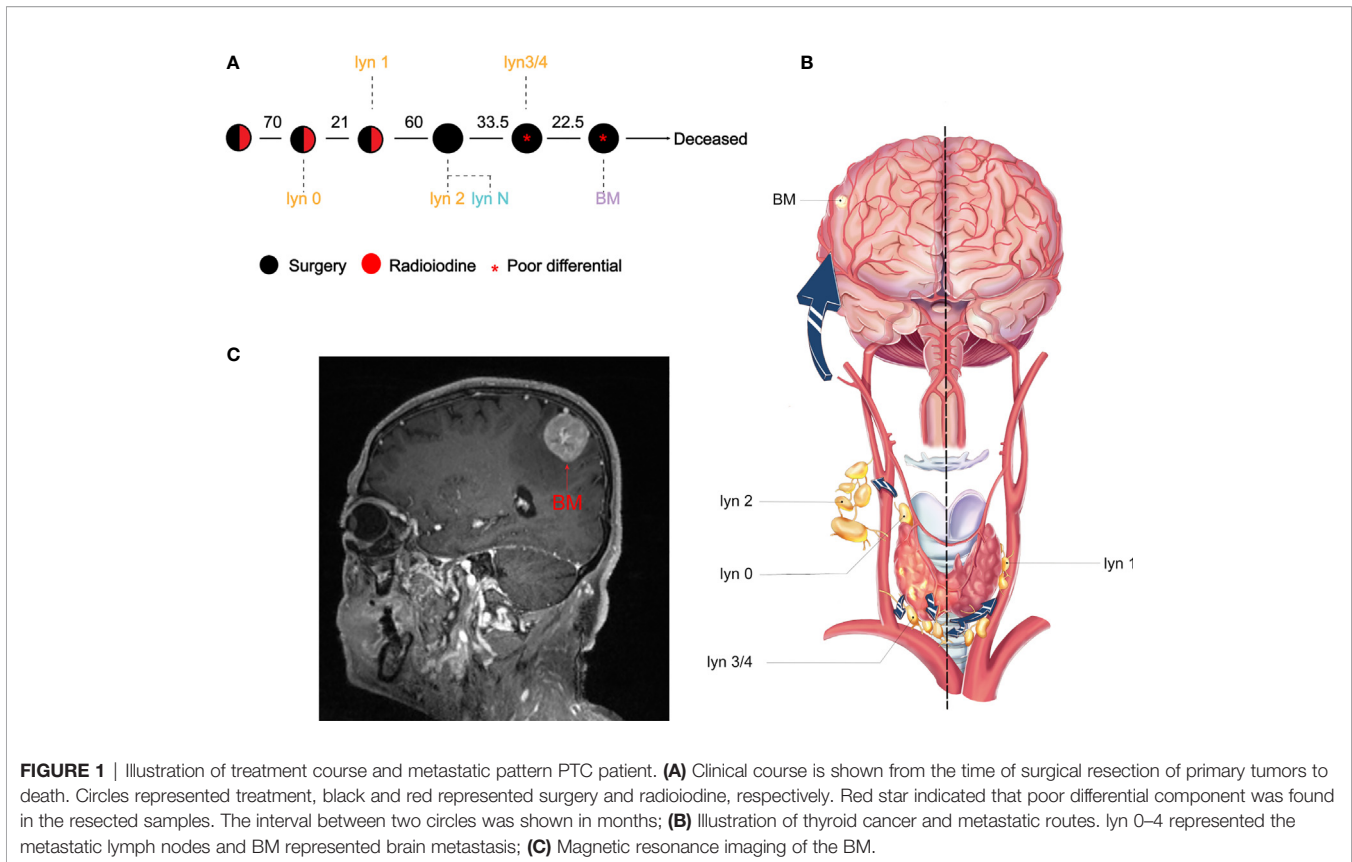 A
lyn 1
lyn3/4
70
21
60
33.5
22.5
*
*
Deceased
lyn 0
lyn 2
lyn N
BM
Surgery
Radioiodine
* Poor differential
B
BM
lyn 2
lyn 0
lyn 1
lyn 3/4
C
BM
FIGURE 1 | Illustration of treatment course and metastatic pattern PTC patient. (A) Clinical course is shown from the time of surgical resection of primary tumors to
death. Circles represented treatment, black and red represented surgery and radioiodine, respectively. Red star indicated that poor differential component was found
in the resected samples. The interval between two circles was shown in months; (B) Illustration of thyroid cancer and metastatic routes. lyn 0–4 represented the
metastatic lymph nodes and BM represented brain metastasis; (C) Magnetic resonance imaging of the BM.